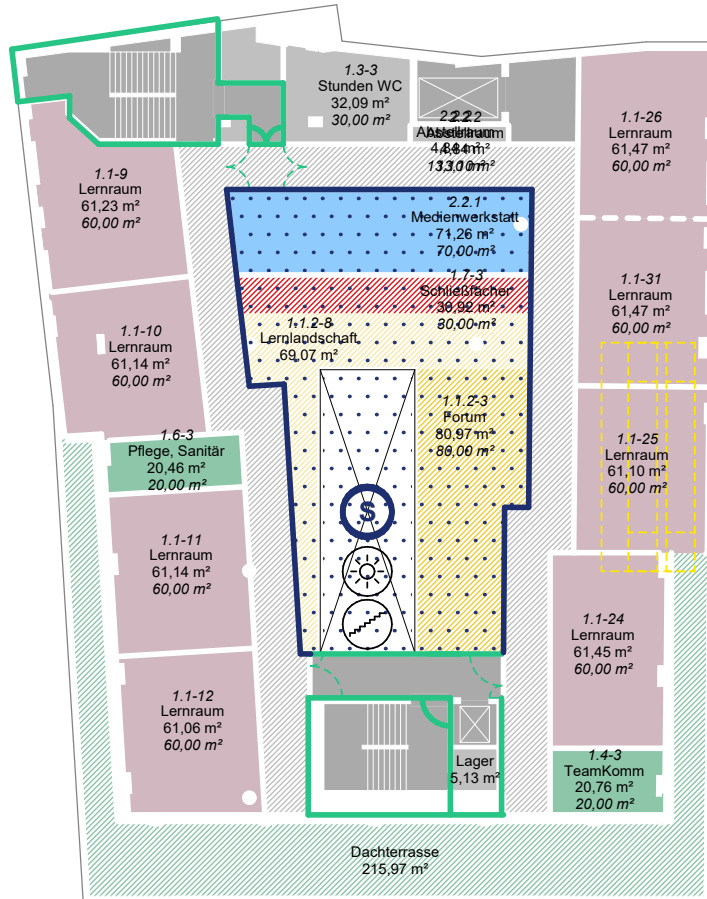 1.3-3
Stunden WC
32,09 m²
30,00 m²
2.2.2
Abstellraum
4,84 m²
1.1-26
Lernraum
61,47 m²
60,00 m²
1.1-9
Lernraum
61,23 m²
60,00 m²
2.2.1
Medienwerkstatt
71,26 m²
70,00 m²
1.7-3
Schließfächer
30,92 m²
30,00 m²
1.1-31
Lernraum
61,47 m²
60,00 m²
1.1.2-8
Lernlandschaft
69,07 m²
1.1-10
Lernraum
61,14 m²
60,00 m²
1.1.2-3
Forum
80,97 m²
80,00 m²
1.6-3
Pflege, Sanitär
20,46 m²
20,00 m²
1.1-25
Lernraum
61,10 m²
60,00 m²
S
1.1-11
Lernraum
61,14 m²
60,00 m²
1.1-24
Lernraum
61,45 m²
60,00 m²
1.1-12
Lernraum
61,06 m²
60,00 m²
Lager
5,13 m²
1.4-3
TeamKomm
20,76 m²
20,00 m²
Dachterrasse
215,97 m²